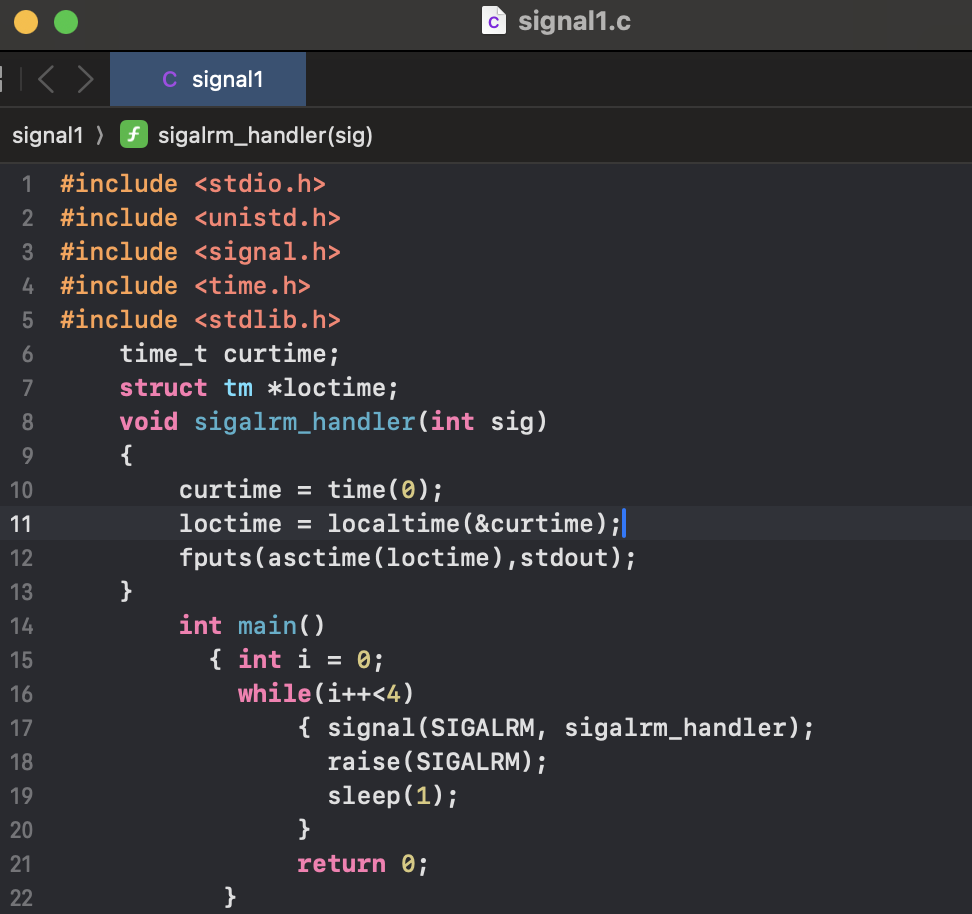 signal1.c
signal1
signal1 〉 sigalrm_handler(sig)
1 #include <stdio.h>
2 #include <unistd.h>
3 #include <signal.h>
4 #include <time.h>
5 #include <stdlib.h>
6     time_t curtime;
7     struct tm *loctime;
8     void sigalrm_handler(int sig)
9     {
10         curtime = time(0);
11         loctime = localtime(&curtime);
12         fputs(asctime(loctime),stdout);
13     }
14         int main()
15           { int i = 0;
16             while(i++<4)
17                 { signal(SIGALRM, sigalrm_handler);
18                   raise(SIGALRM);
19                   sleep(1);
20                 }
21                 return 0;
22            }